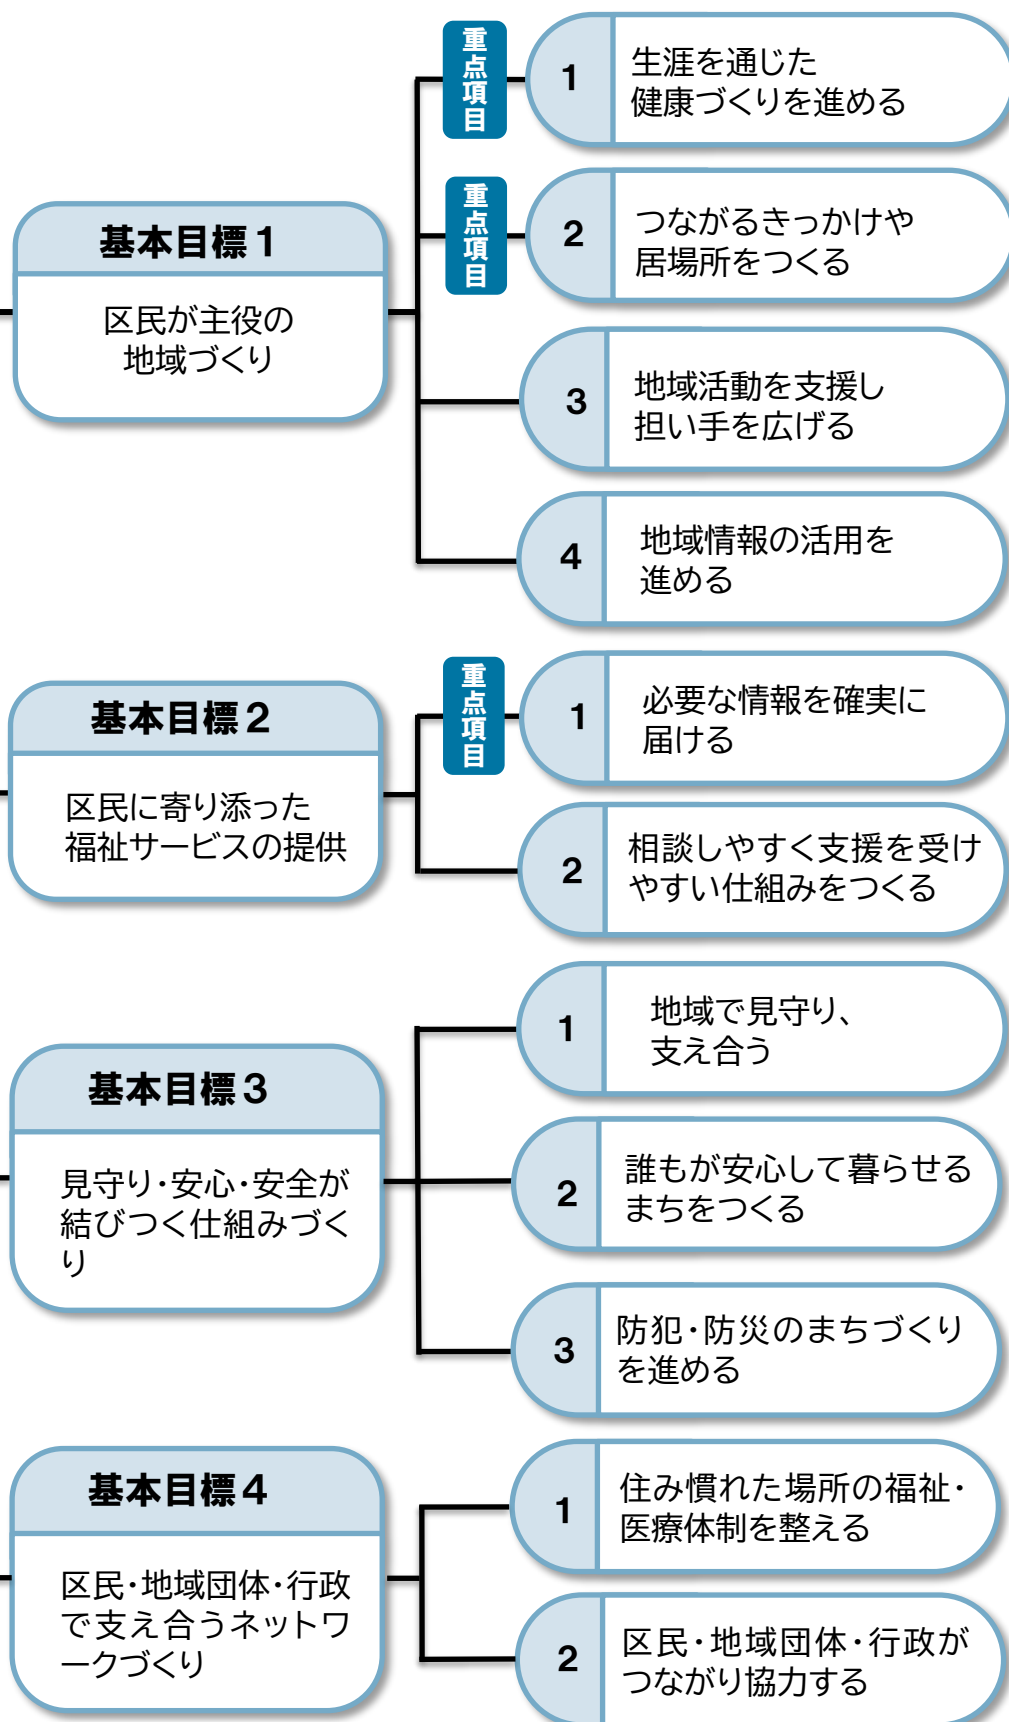 基本目標１
区民が主役の
地域づくり
重点項目
1
生涯を通じた
健康づくりを進める
重点項目
2
つながるきっかけや
居場所をつくる
3
地域活動を支援し
担い手を広げる
4
地域情報の活用を
進める
基本目標２
区民に寄り添った
福祉サービスの提供
重点項目
1
必要な情報を確実に
届ける
2
相談しやすく支援を受け
やすい仕組みをつくる
基本目標３
見守り・安心・安全が
結びつく仕組みづく
り
1
地域で見守り、
支え合う
2
誰もが安心して暮らせる
まちをつくる
3
防犯・防災のまちづくり
を進める
基本目標４
区民・地域団体・行政
で支え合うネットワ
ークづくり
1
住み慣れた場所の福祉・
医療体制を整える
2
区民・地域団体・行政が
つながり協力する